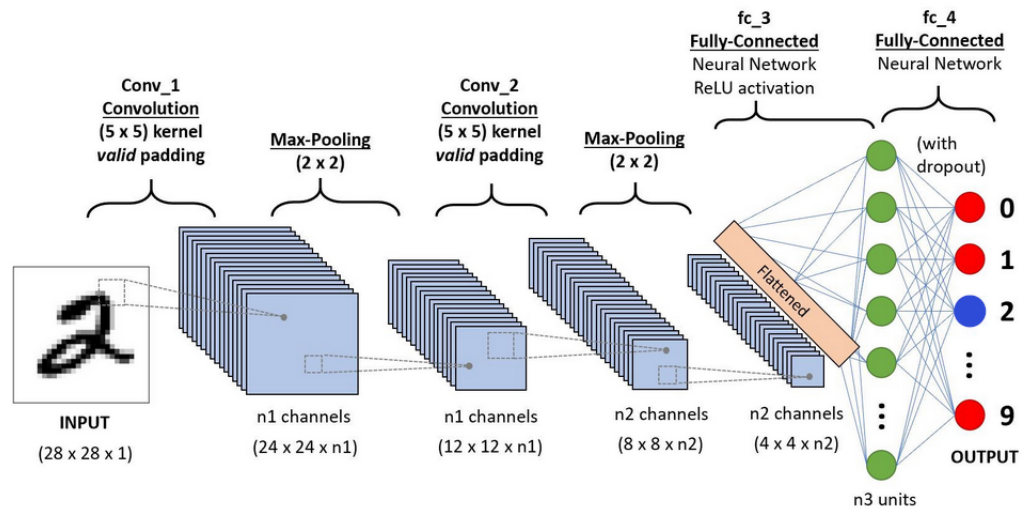 Conv_1
Convolution
(5 x 5) kernel
valid padding
Max-Pooling
(2 x 2)
Conv_2
Convolution
(5 x 5) kernel
valid padding
Max-Pooling
(2 x 2)
fc_3
Fully-Connected
Neural Network
ReLU activation
fc_4
Fully-Connected
Neural Network
(with
dropout)
Flattened
0
1
2
9
OUTPUT
2
INPUT
(28 x 28 x 1)
n1 channels
(24 x 24 x n1)
n1 channels
(12 x 12 x n1)
n2 channels
(8 x 8 x n2)
n2 channels
(4 x 4 x n2)
n3 units